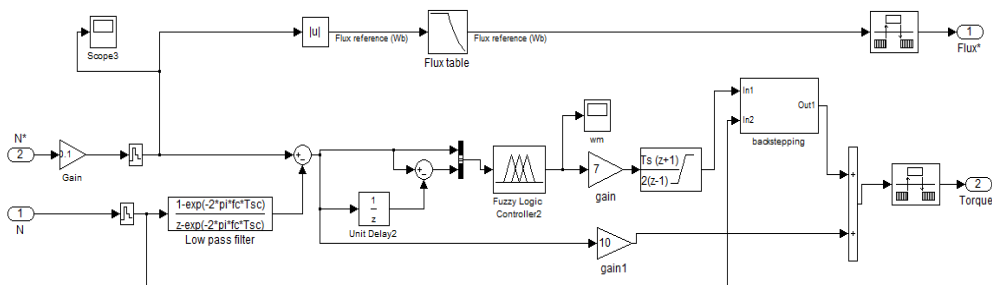 Scope3
|u|
Flux reference (Wb)
Flux table
Flux reference (Wb)
1
Flux*
N*
2
0.1
Gain
+
-
+
-
wm
Fuzzy Logic
Controller2
7
gain
Ts (z+1)
2(z-1)
In1
In2
Out1
backstepping
+
+
2
Torque
1
N
1-exp(-2*pi*fc*Tsc)
z-exp(-2*pi*fc*Tsc)
Low pass filter
1
z
Unit Delay2
10
gain1